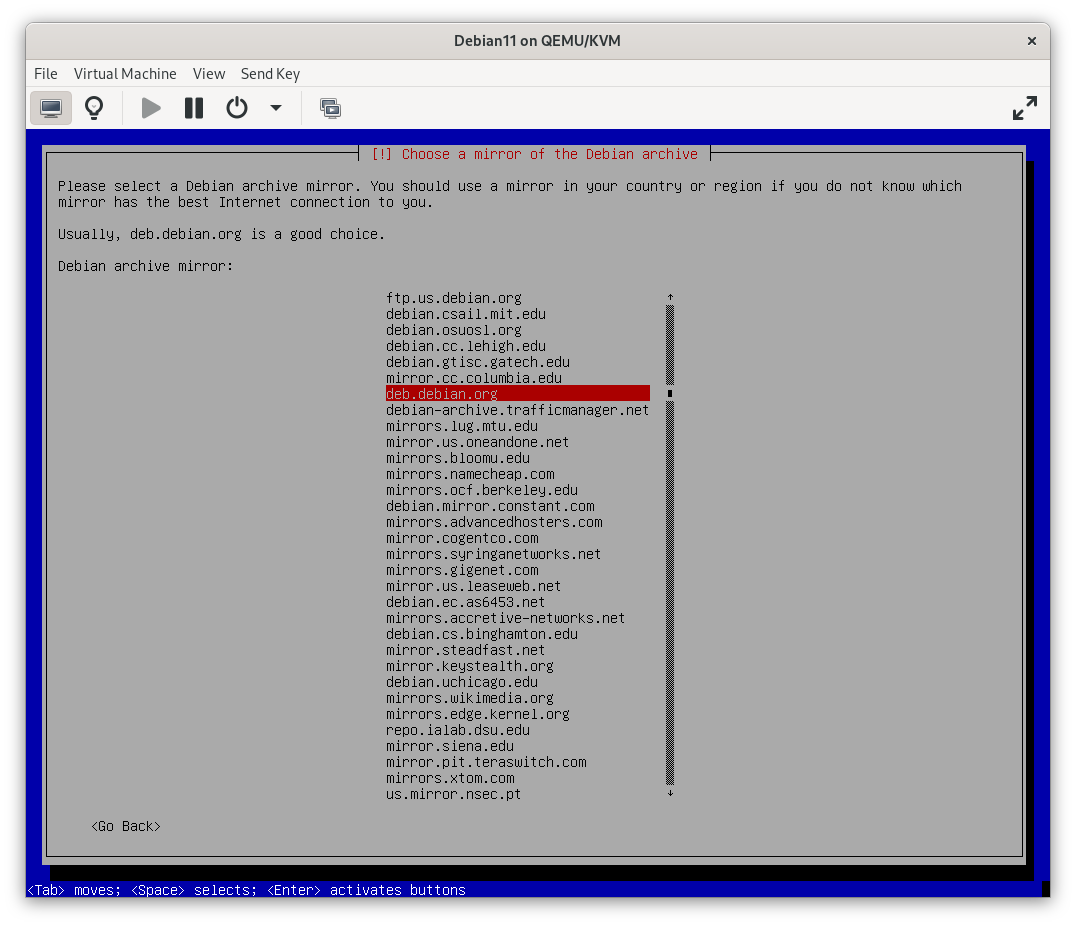 Debian11 on QEMU/KVM
File Virtual Machine View Send Key
[!] Choose a mirror of the Debian archive
Please select a Debian archive mirror. You should use a mirror in your country or region if you do not know which
mirror has the best Internet connection to you.
Usually, deb.debian.org is a good choice.
Debian archive mirror:
ftp.us.debian.org
debian.csail.mit.edu
debian.osuosl.org
debian.cc.lehigh.edu
debian.gtisc.gatech.edu
mirror.cc.columbia.edu
deb.debian.org
debian-archive.trafficmanager.net
mirrors.lug.mtu.edu
mirror.us.oneandone.net
mirrors.bloomu.edu
mirrors.namecheap.com
mirrors.ocf.berkeley.edu
debian.mirror.constant.com
mirrors.advancedhosters.com
mirror.cogentco.com
mirrors.syringanetworks.net
mirrors.gigenet.com
mirror.us.leaseweb.net
debian.ec.as6453.net
mirrors.accretive-networks.net
debian.cs.binghamton.edu
mirror.steadfast.net
mirror.keystealth.org
debian.uchicago.edu
mirrors.wikimedia.org
mirrors.edge.kernel.org
repo.ialab.dsu.edu
mirror.siena.edu
mirror.pit.teraswitch.com
mirrors.xtom.com
us.mirror.nsec.pt
<Go Back>
<Tab> moves; <Space> selects; <Enter> activates buttons